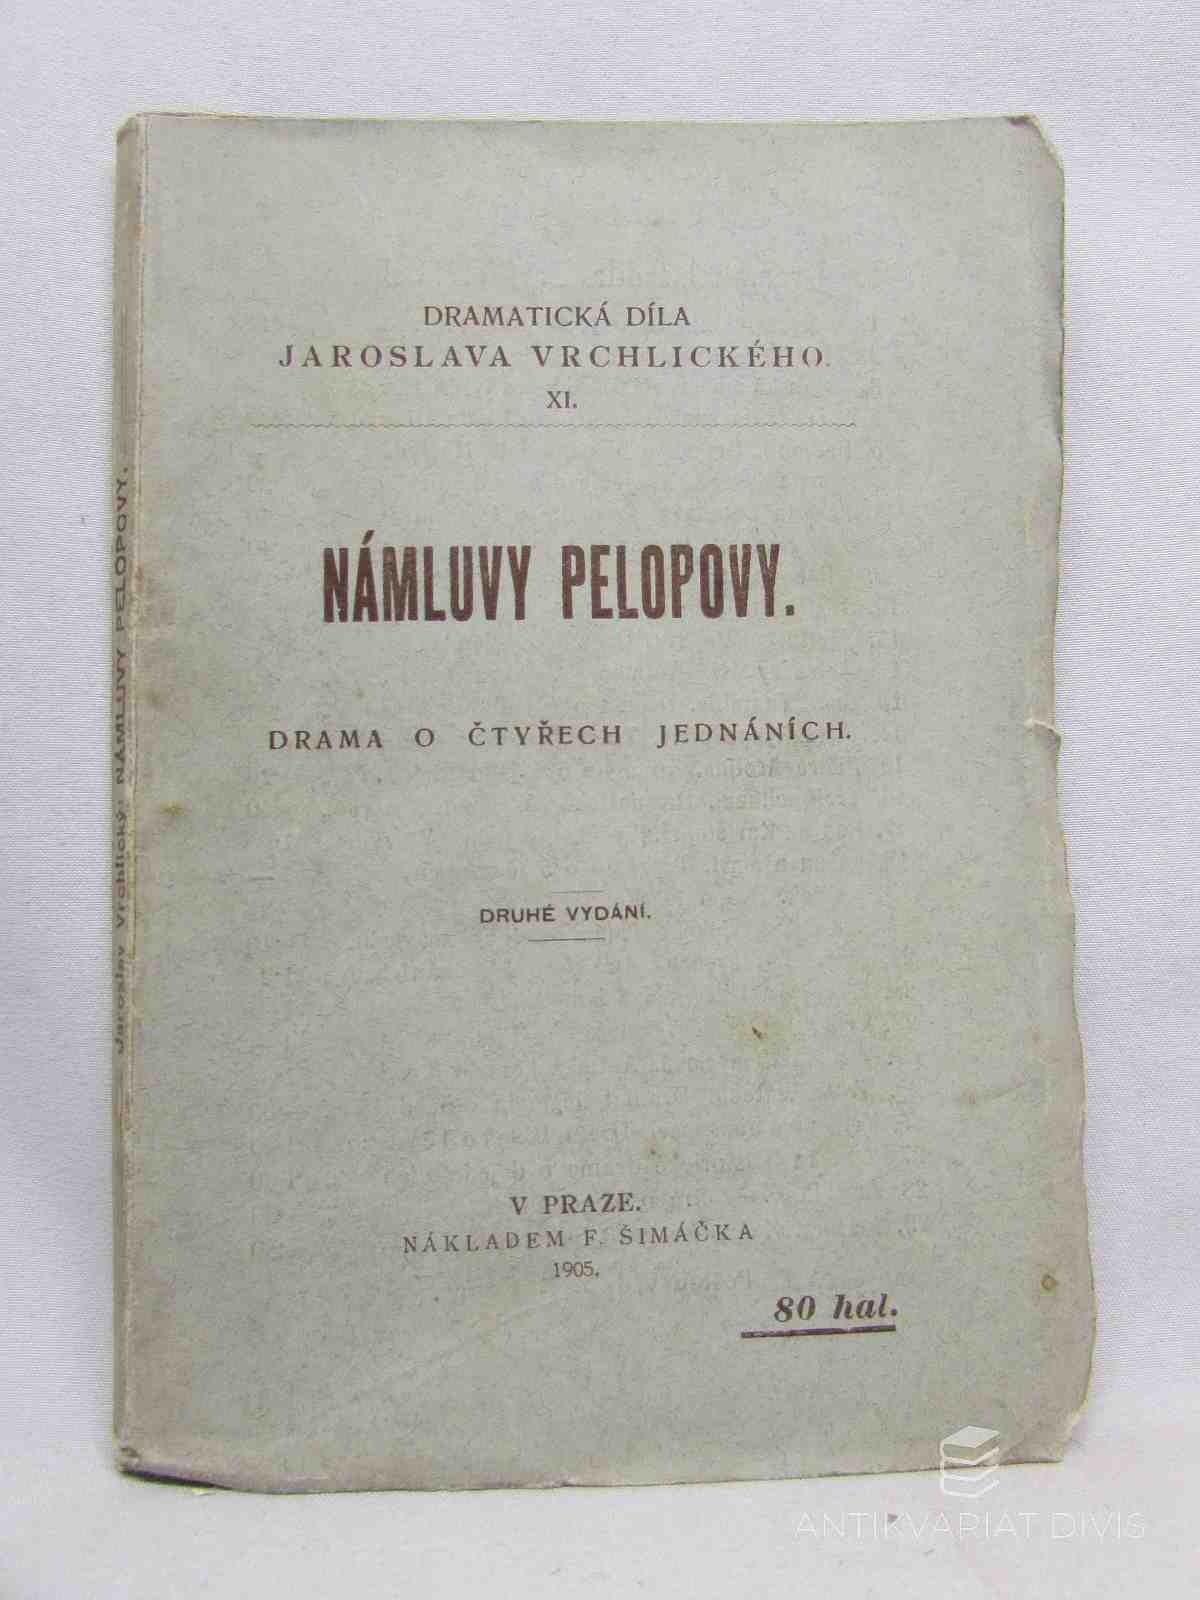 DRAMATICKÁ DÍLA
JAROSLAVA VRCHLICKÉHO.
XI.
NÁMLUVY PELOPOVY.
DRAMA O ČTYŘECH JEDNÁNÍCH.
DRUHÉ VYDÁNÍ.
V PRAZE.
NÁKLADEM F. ŠIMÁČKA
1905.
80 hal.
Jaroslav Vrchlický: NÁMLUVY PELOPOVY.
ANTIKVARIAT DIVIS